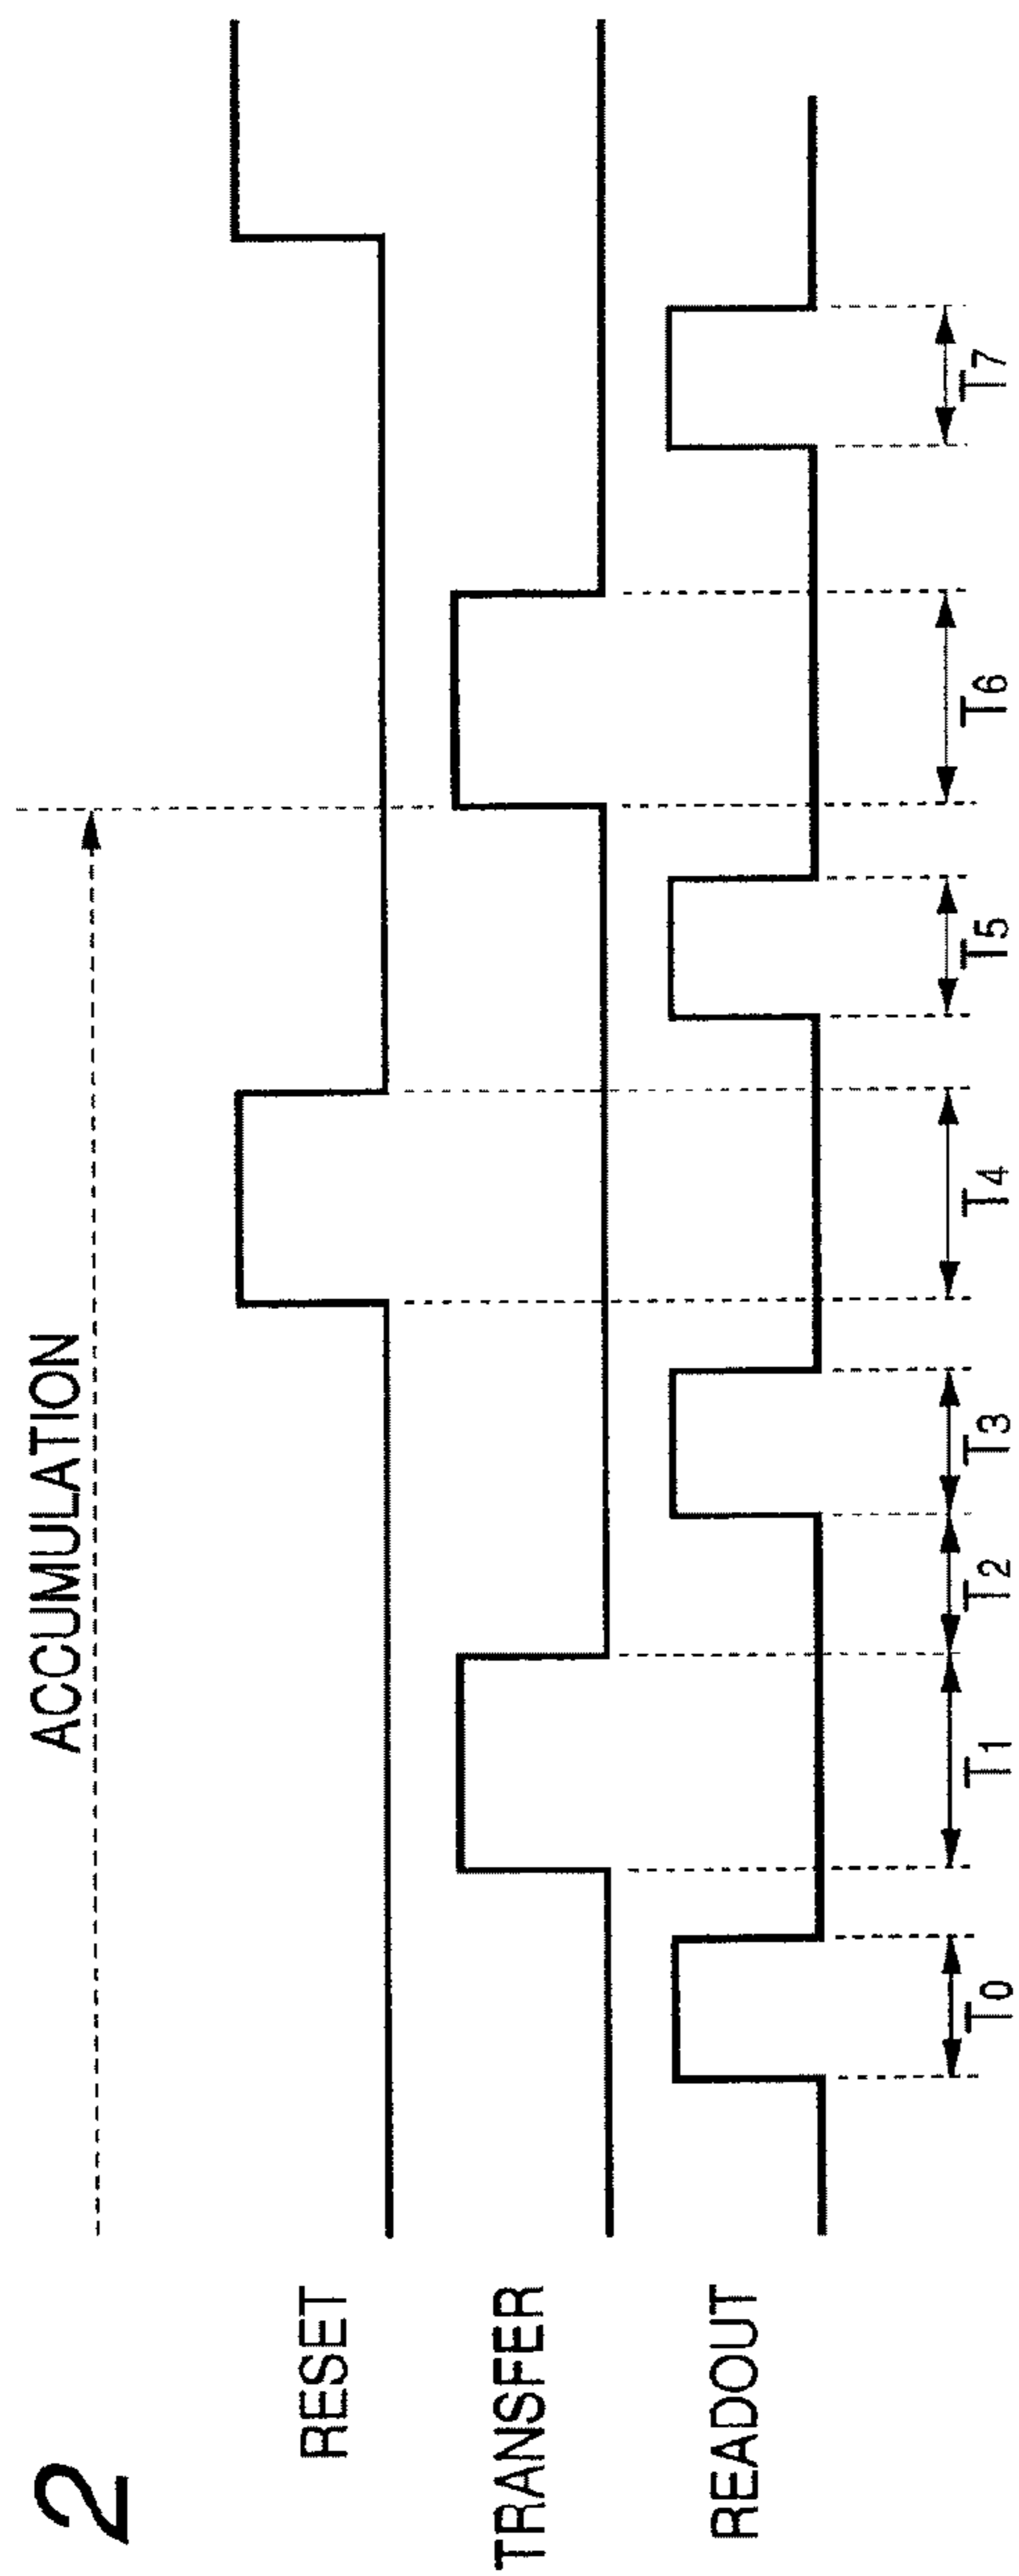 2
ACCUMULATION
RESET
TRANSFER
READOUT
T0 T1 T2 T3 T4 T5 T6 T7